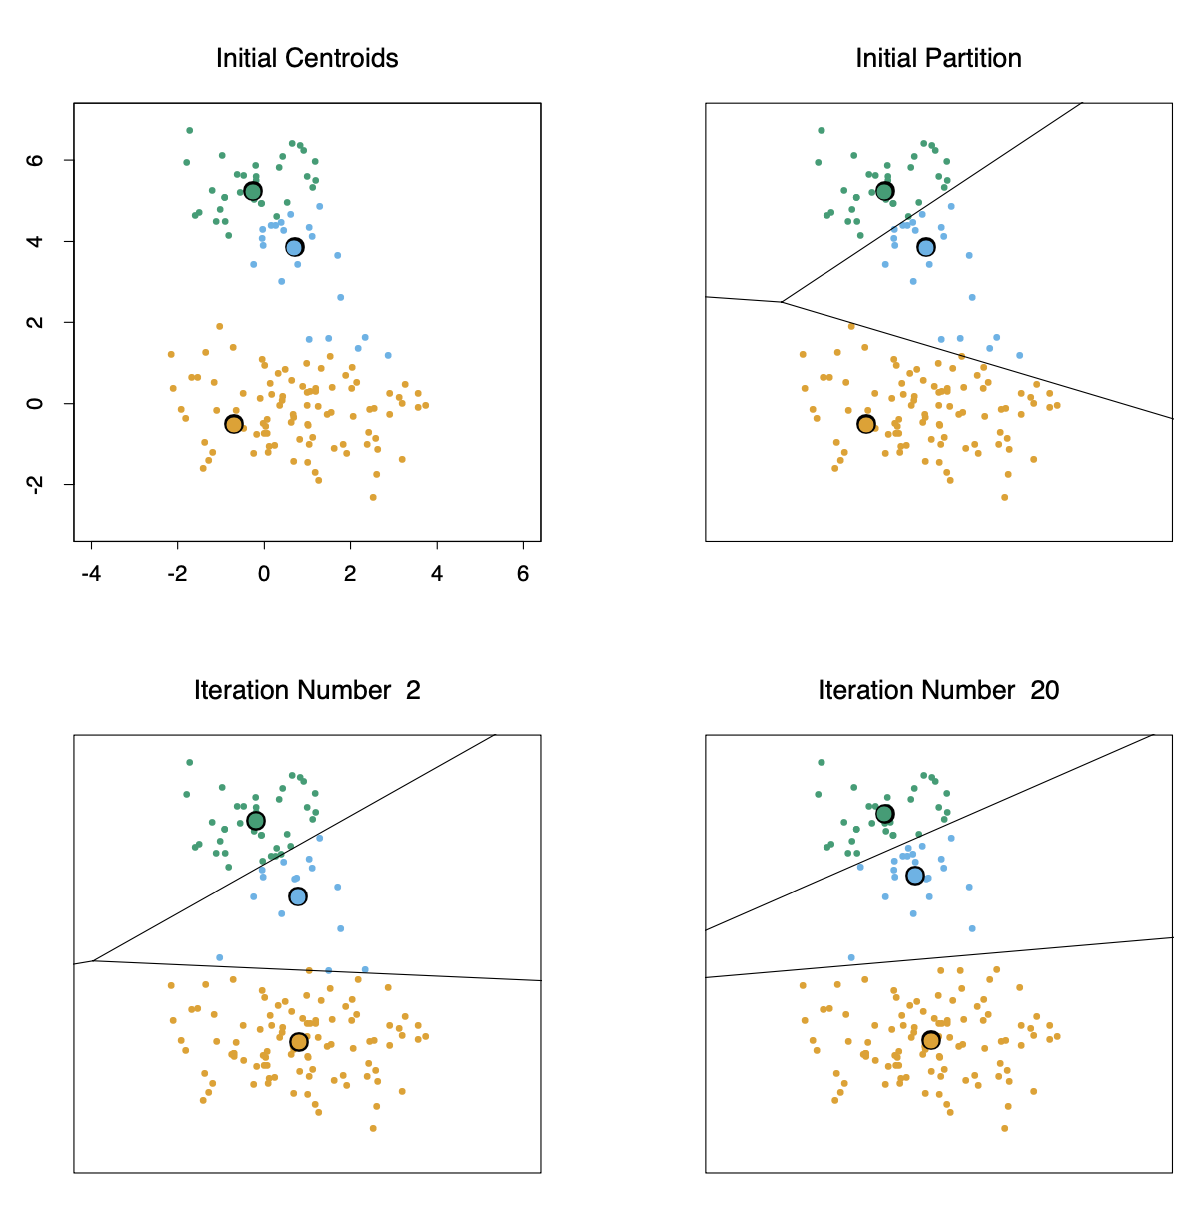 Initial Centroids
Initial Partition
6
4
2
0
-2
-4 -2 0 2 4 6
Iteration Number 2
Iteration Number 20